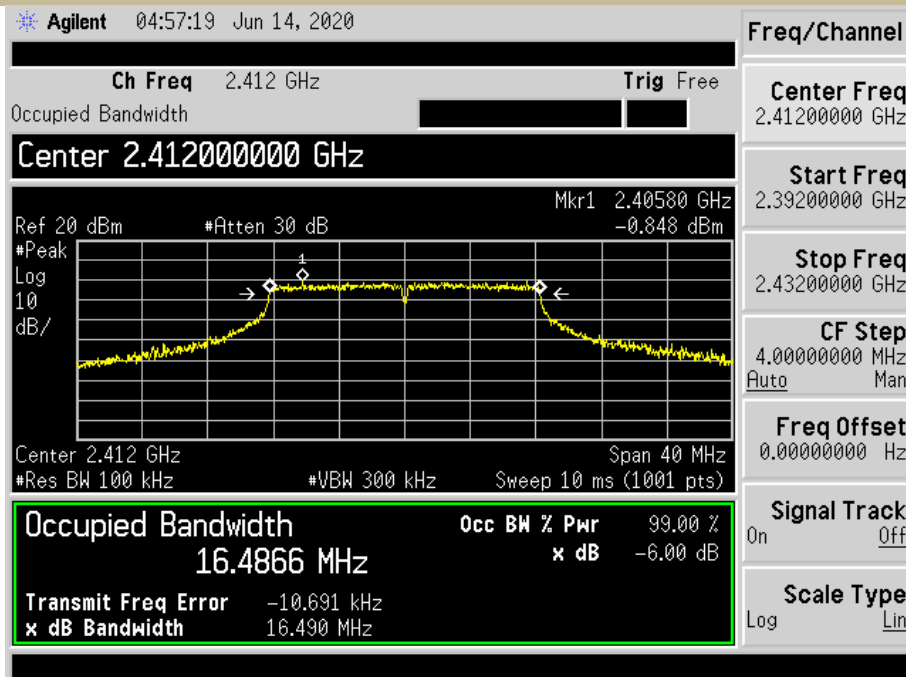 Agilent 04:57:19 Jun 14, 2020
Ch Freq 2.412 GHz Trig Free
Occupied Bandwidth
Center 2.412000000 GHz
Mkr1 2.40580 GHz
Ref 20 dBm #Atten 30 dB -0.848 dBm
#Peak
Log
10
dB/
1
Center 2.412 GHz Span 40 MHz
#Res BW 100 kHz #VBW 300 kHz Sweep 10 ms (1001 pts)
Occupied Bandwidth Occ BW % Pwr 99.00 %
16.4866 MHz x dB -6.00 dB
Transmit Freq Error -10.691 kHz
x dB Bandwidth 16.490 MHz
Freq/Channel
Center Freq
2.41200000 GHz
Start Freq
2.39200000 GHz
Stop Freq
2.43200000 GHz
CF Step
4.00000000 MHz
Auto Man
Freq Offset
0.00000000 Hz
Signal Track
On Off
Scale Type
Log Lin